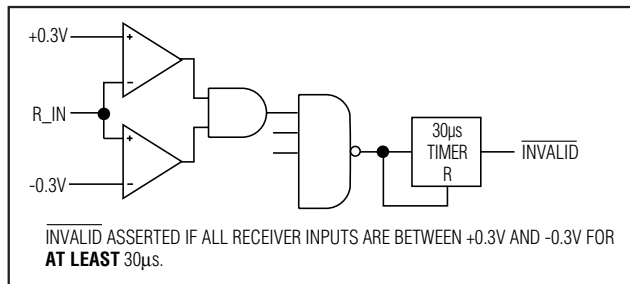 +0.3V
+
-
R_IN
+
-0.3V
-
30µs
TIMER
R
INVALID
INVALID ASSERTED IF ALL RECEIVER INPUTS ARE BETWEEN +0.3V AND -0.3V FOR
AT LEAST 30µs.